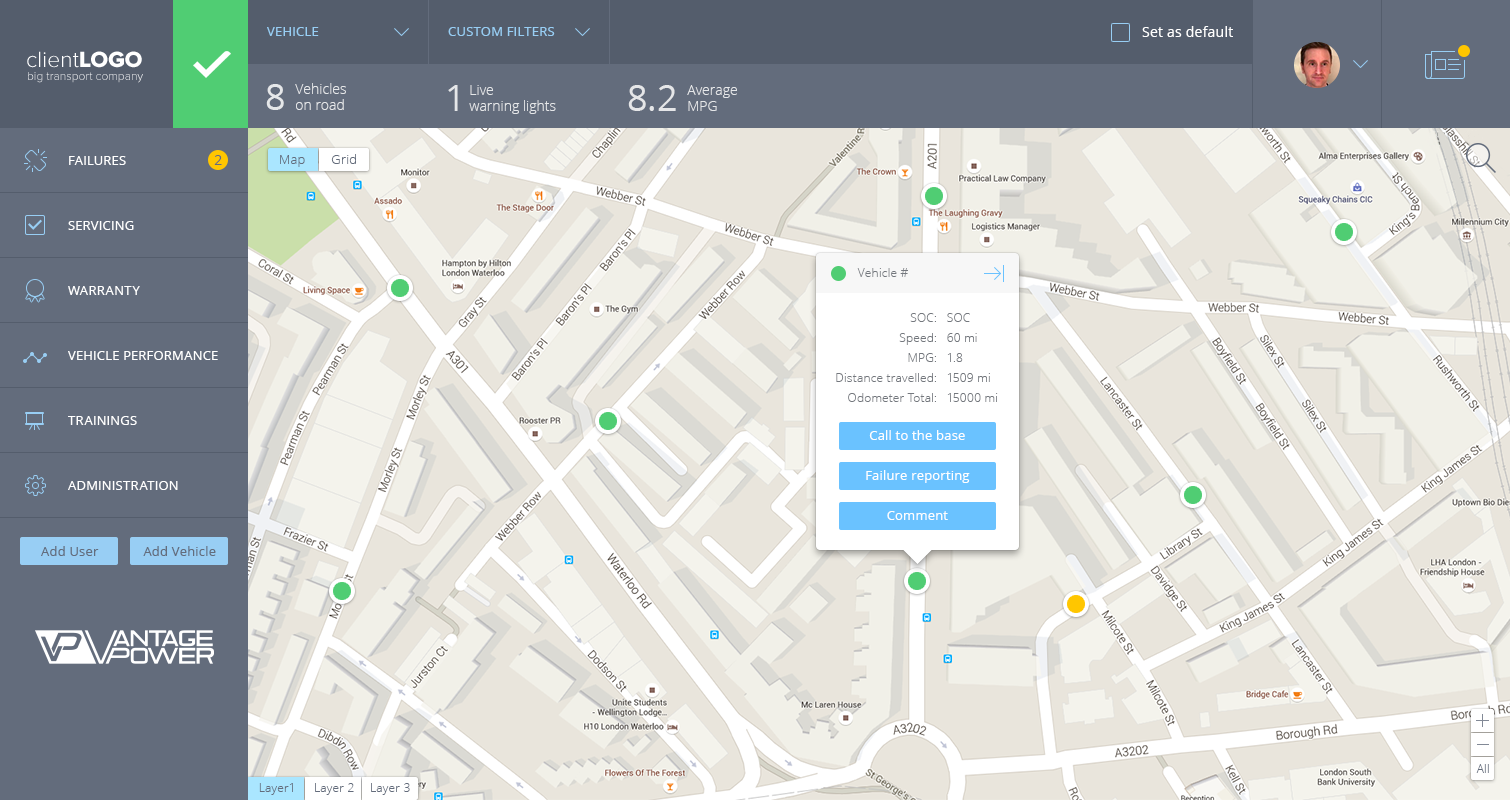 clientLOGO
big transport company
VEHICLE
CUSTOM FILTERS
Set as default
8 Vehicles
on road
1 Live
warning lights
8.2 Average
MPG
FAILURES 2
SERVICING
WARRANTY
VEHICLE PERFORMANCE
TRAININGS
ADMINISTRATION
Add User
Add Vehicle
VP VANTAGE
POWER
Map
Grid
Rd
Chaplin
Valentine
A201
Monitor
Assado
The Stage Door
Webber St
The Crown
Practical Law Company
Alma Enterprises Gallery
Glasshill
Rushworth St
Squeaky Chains CIC
Kings Bench St
King's B
Millennium City
The Laughing Gravy
Logistics Manager
Webber St
Coral St
Hampton by Hilton
London Waterloo
Living Space
Gray St
Baron's Pl
Baron's Pl
Baron's Pl
The Gym
Webber Row
A301
Pearman St
Morley St
Rooster PR
Pearman St
Morley St
Webber Row
Frazier St
Waterloo Rd
Jurston Ct
Dodson St
Unite Students
- Wellington Lodge...
H10 London Waterloo
Dibdin Row
Flowers Of The Forest
Mc Laren House
A3202
St George's
Vehicle #
SOC: SOC
Speed: 60 mi
MPG: 1.8
Distance travelled: 1509 mi
Odometer Total: 15000 mi
Call to the base
Failure reporting
Comment
Webber St
Webber St
Webber St
Boyfield St
Silex St
Rushworth St
Lancaster St
Boyfield St
Silex St
King James St
King James St
Uptown Bio Die
Library St
Davidge St
King James St
LHA London -
Friendship House
Milcote St
Lancaster St
Milcote St
Bridge Cafe
Borough Rd
Borough Rd
A3202
Kell St
London South
Bank University
+
−
All
Layer1
Layer 2
Layer 3